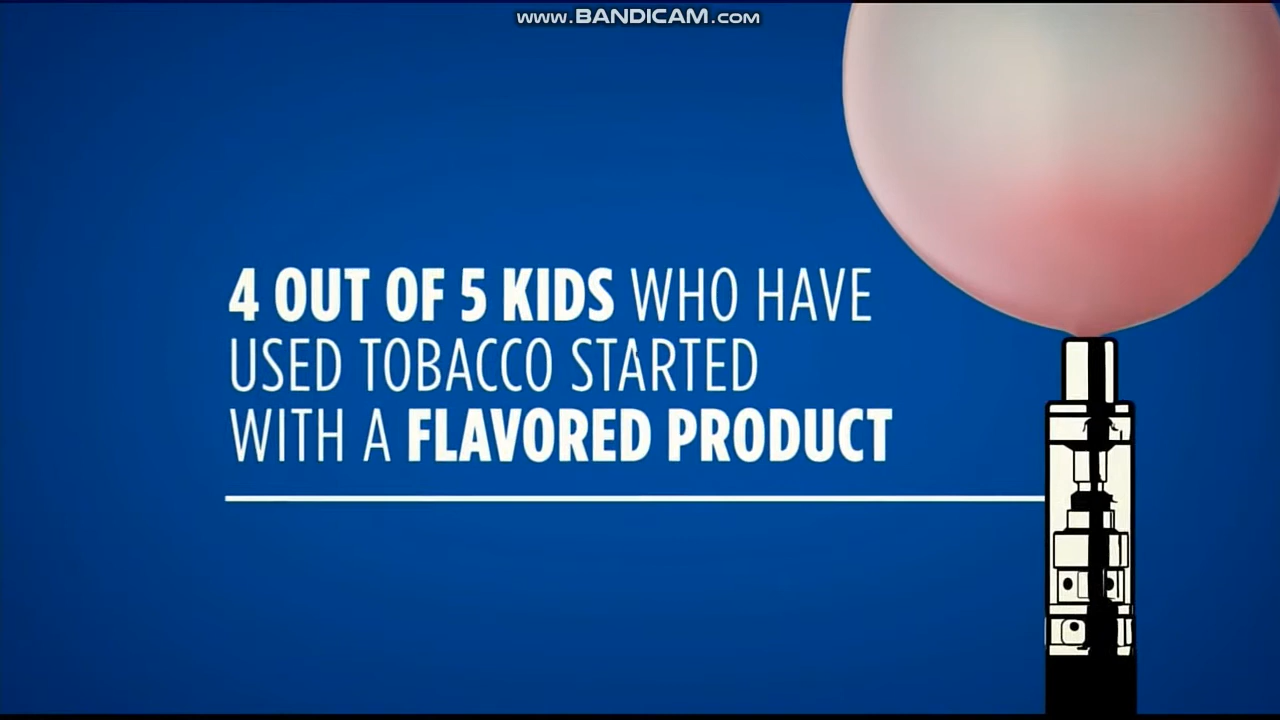 www.BANDICAM.com
4 OUT OF 5 KIDS WHO HAVE
USED TOBACCO STARTED
WITH A FLAVORED PRODUCT